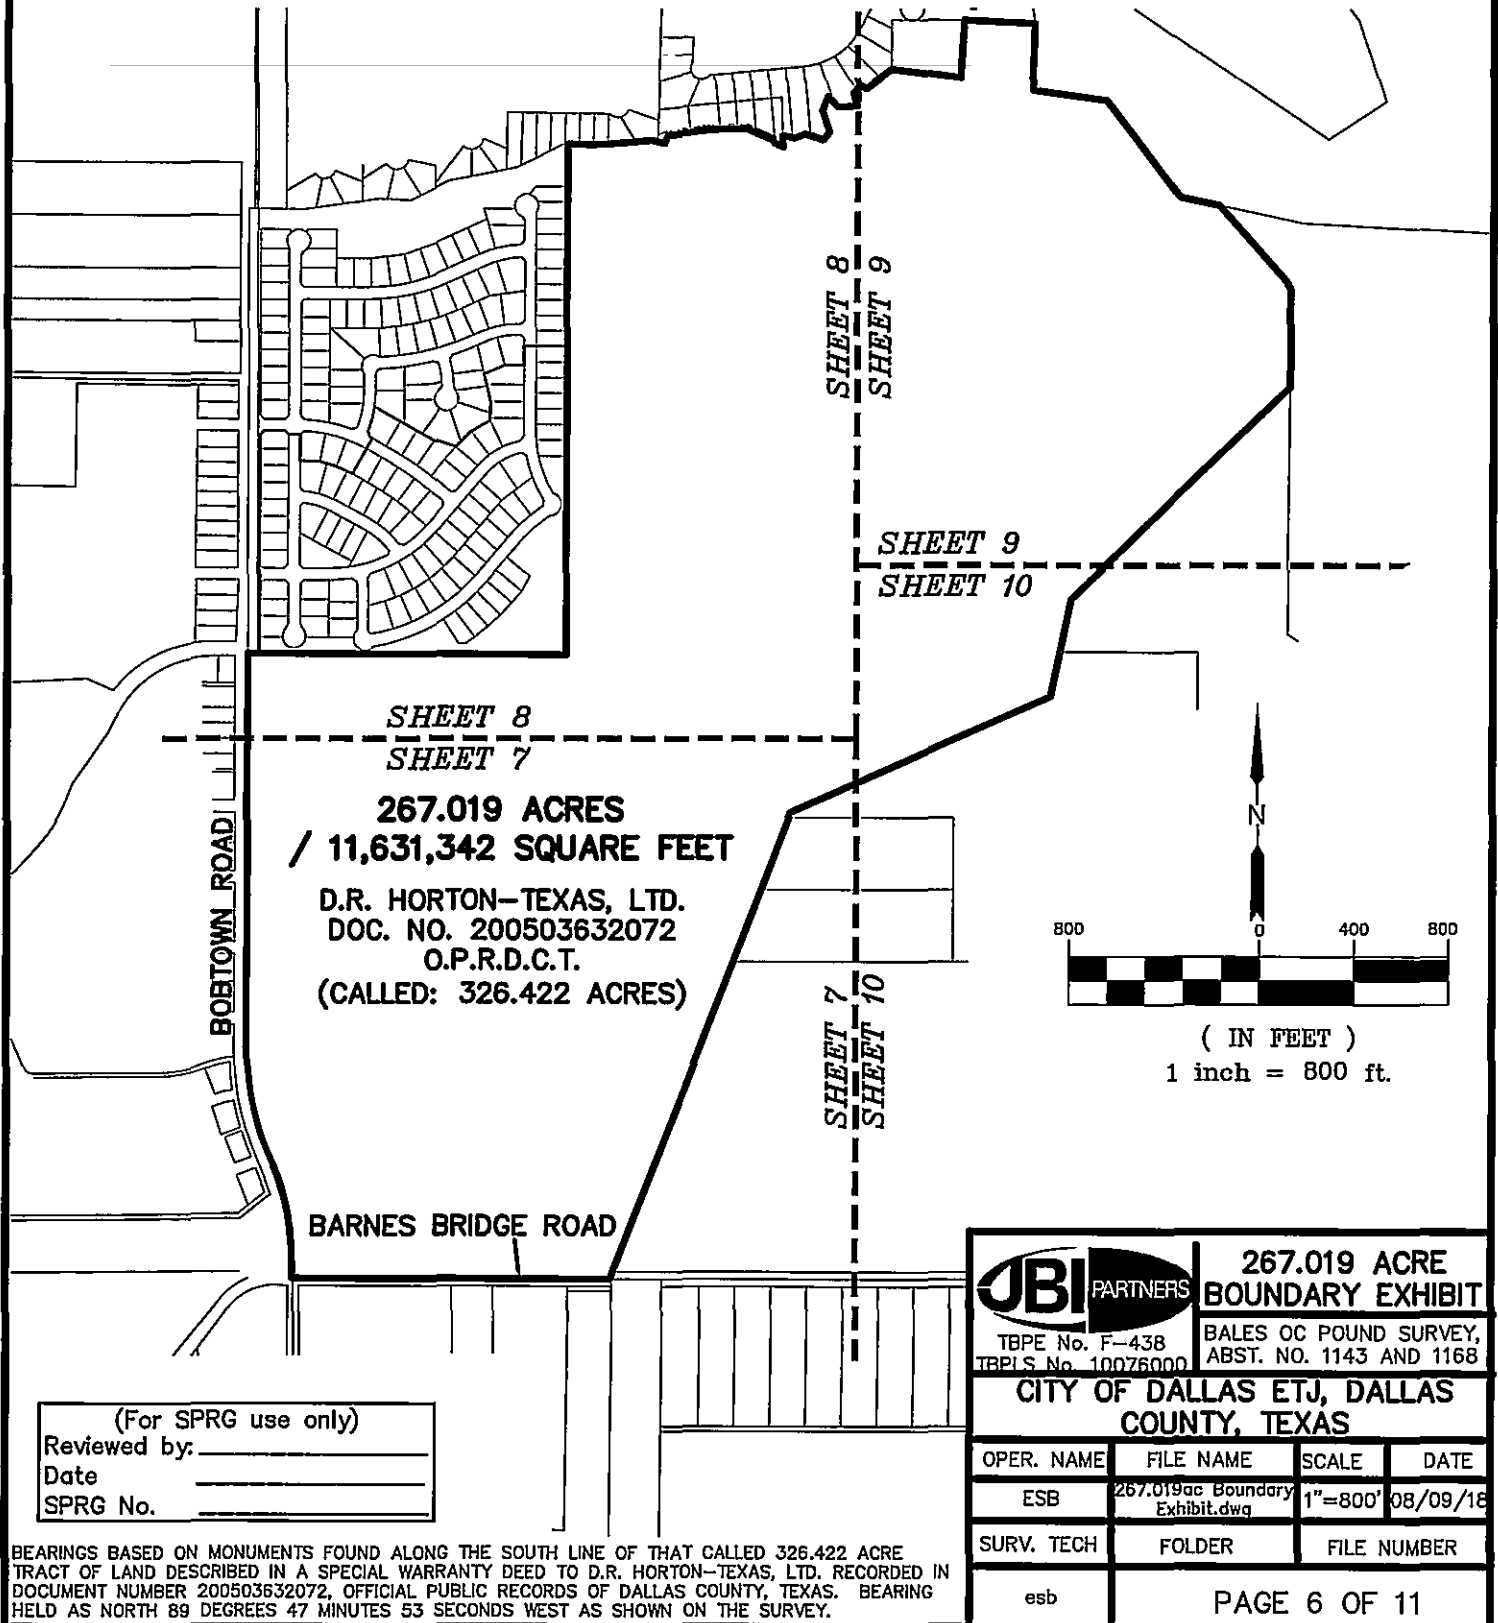 SHEET 8
SHEET 9
SHEET 9
SHEET 10
SHEET 8
SHEET 7
267.019 ACRES
/ 11,631,342 SQUARE FEET
D.R. HORTON-TEXAS, LTD.
DOC. NO. 200503632072
O.P.R.D.C.T.
(CALLED: 326.422 ACRES)
BOBTOWN ROAD
N
800 0 400 800
( IN FEET )
1 inch = 800 ft.
SHEET 7
SHEET 10
BARNES BRIDGE ROAD
JBI PARTNERS
TBPE No. F-438
TBPLS No. 10076000
267.019 ACRE
BOUNDARY EXHIBIT
BALES OC POUND SURVEY,
ABST. NO. 1143 AND 1168
CITY OF DALLAS ETJ, DALLAS
COUNTY, TEXAS
OPER. NAME FILE NAME SCALE DATE
ESB 267.019ac Boundary Exhibit.dwg 1"=800' 08/09/18
SURV. TECH FOLDER FILE NUMBER
esb PAGE 6 OF 11
(For SPRG use only)
Reviewed by:
Date
SPRG No.
BEARINGS BASED ON MONUMENTS FOUND ALONG THE SOUTH LINE OF THAT CALLED 326.422 ACRE
TRACT OF LAND DESCRIBED IN A SPECIAL WARRANTY DEED TO D.R. HORTON-TEXAS, LTD. RECORDED IN
DOCUMENT NUMBER 200503632072, OFFICIAL PUBLIC RECORDS OF DALLAS COUNTY, TEXAS. BEARING
HELD AS NORTH 89 DEGREES 47 MINUTES 53 SECONDS WEST AS SHOWN ON THE SURVEY.